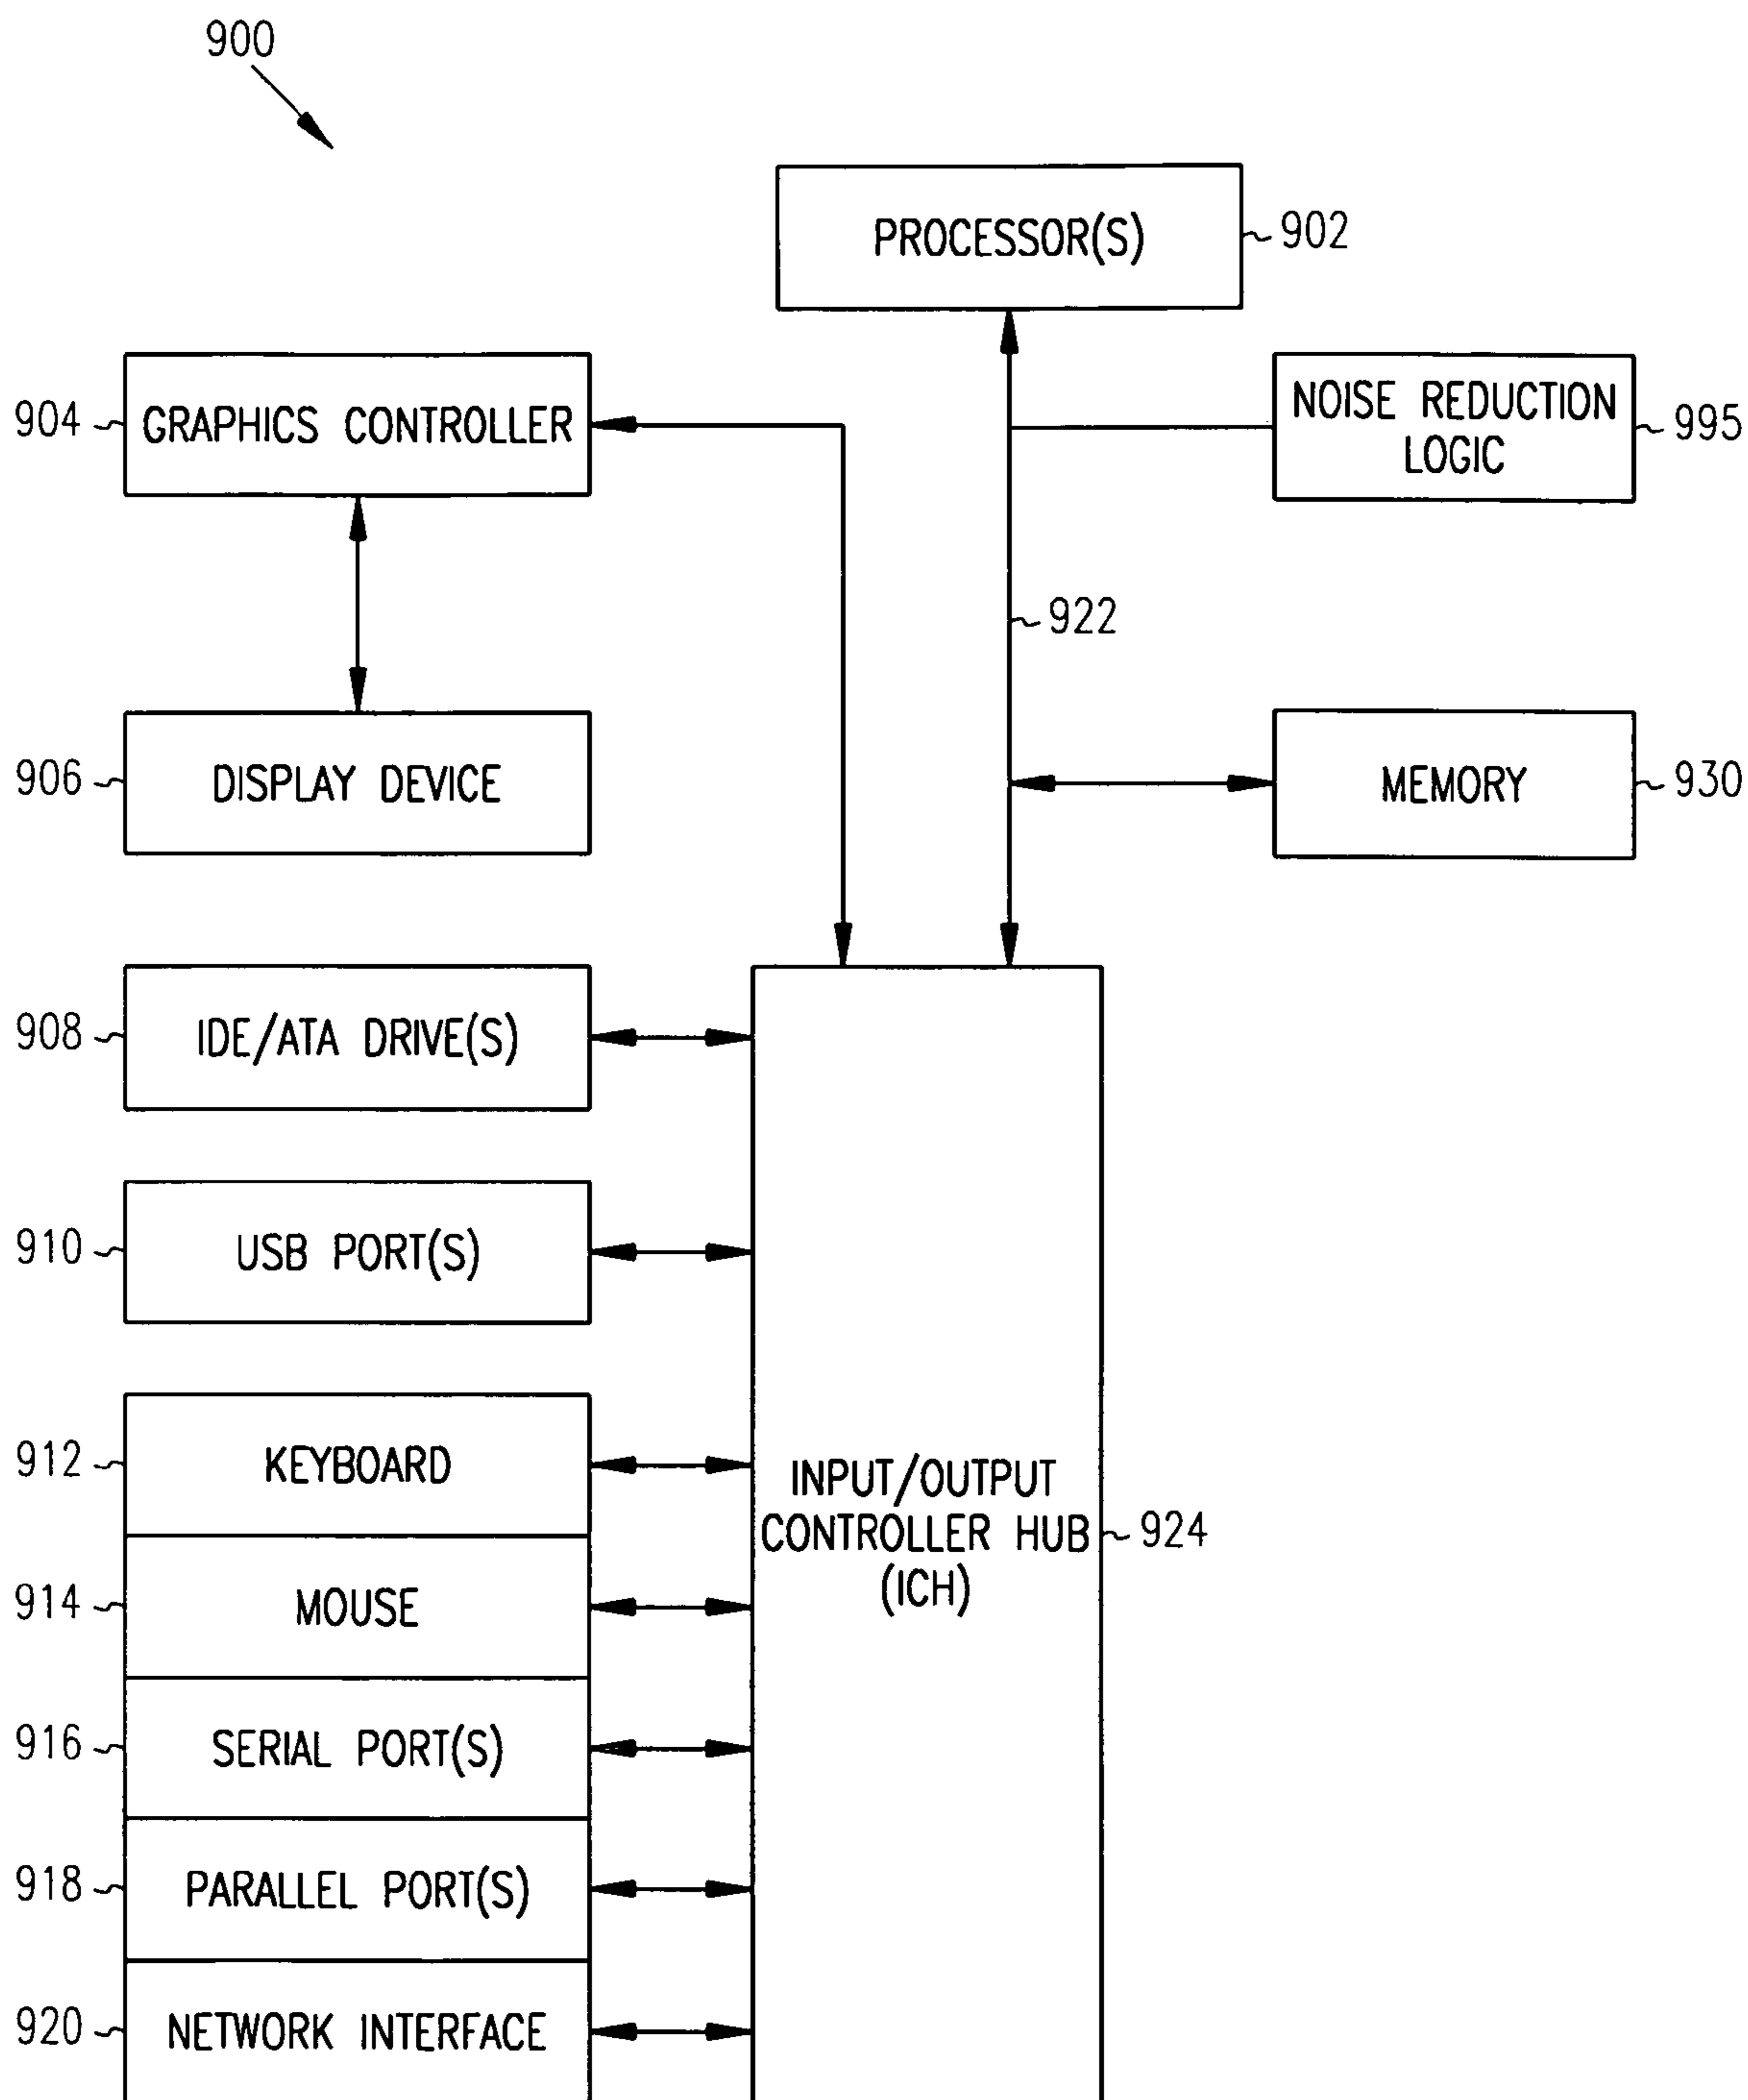 900
PROCESSOR(S)
902
904
GRAPHICS CONTROLLER
NOISE REDUCTION
LOGIC
995
922
906
DISPLAY DEVICE
MEMORY
930
908
IDE/ATA DRIVE(S)
910
USB PORT(S)
912
KEYBOARD
INPUT/OUTPUT
CONTROLLER HUB
(ICH)
924
914
MOUSE
916
SERIAL PORT(S)
918
PARALLEL PORT(S)
920
NETWORK INTERFACE